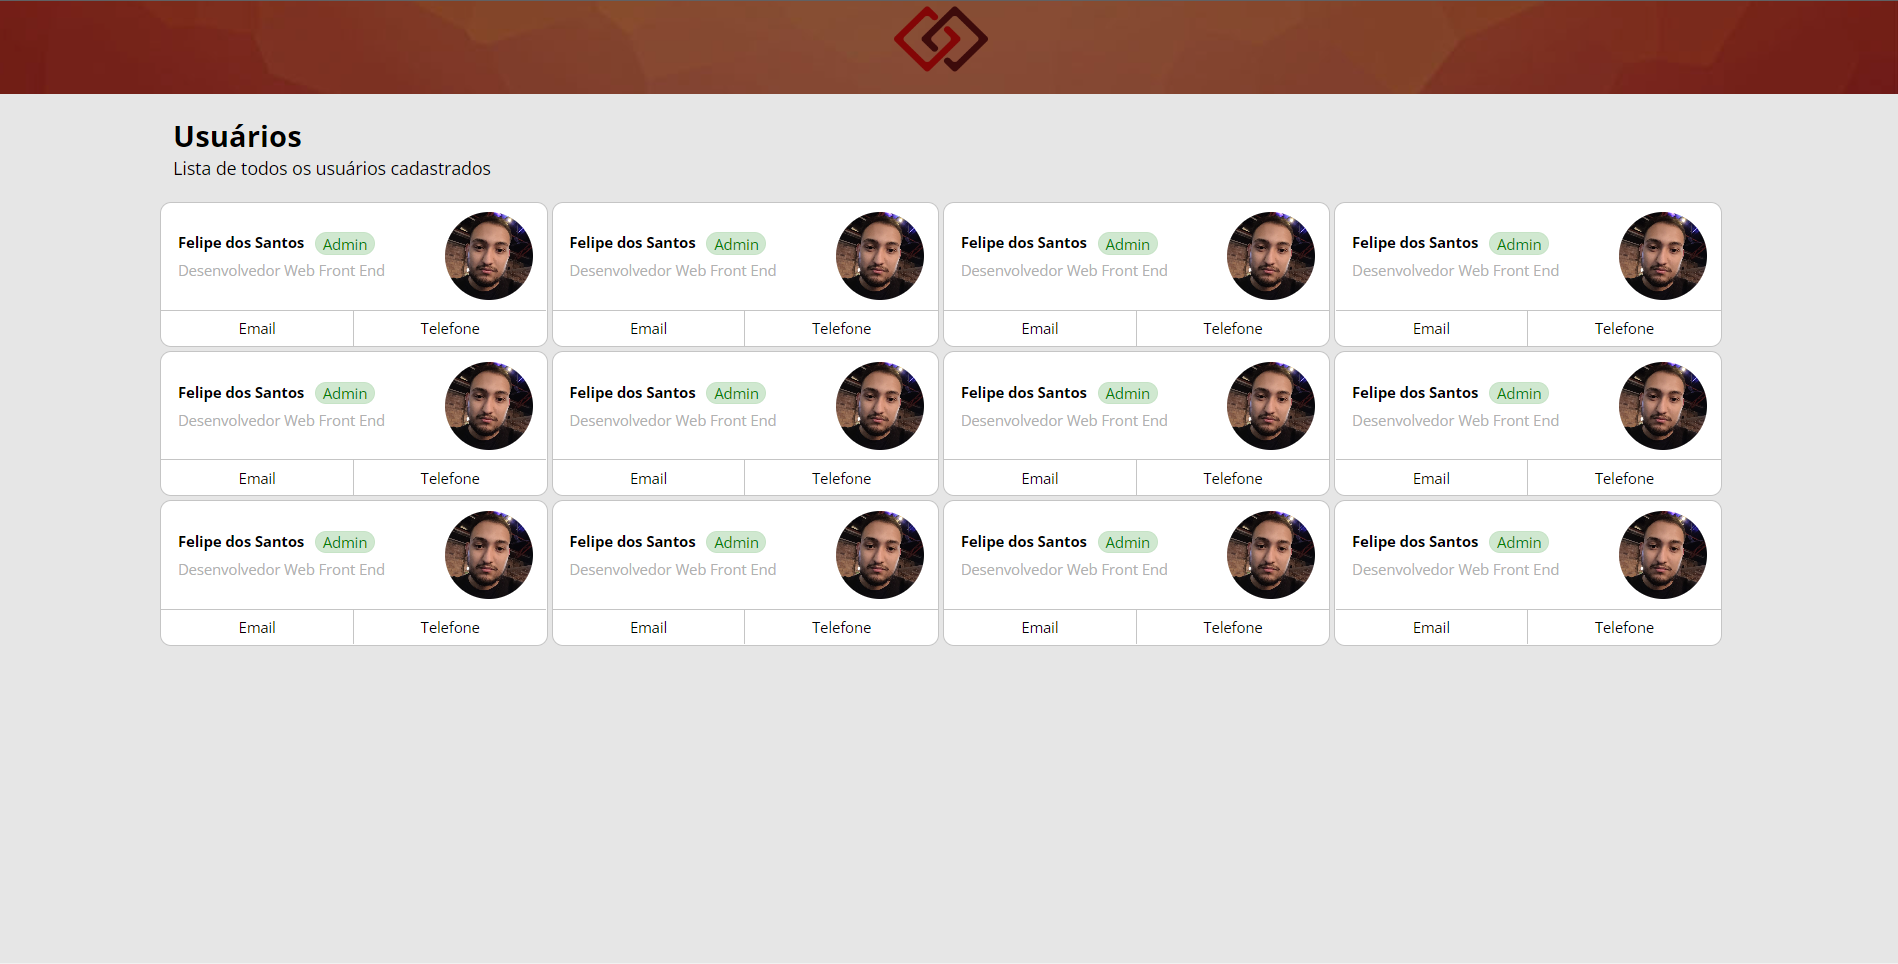 Usuários
Lista de todos os usuários cadastrados
Felipe dos Santos Admin Felipe dos Santos Admin Felipe dos Santos Admin Felipe dos Santos Admin
Desenvolvedor Web Front End Desenvolvedor Web Front End Desenvolvedor Web Front End Desenvolvedor Web Front End
Email Telefone Email Telefone Email Telefone Email Telefone
Felipe dos Santos Admin Felipe dos Santos Admin Felipe dos Santos Admin Felipe dos Santos Admin
Desenvolvedor Web Front End Desenvolvedor Web Front End Desenvolvedor Web Front End Desenvolvedor Web Front End
Email Telefone Email Telefone Email Telefone Email Telefone
Felipe dos Santos Admin Felipe dos Santos Admin Felipe dos Santos Admin Felipe dos Santos Admin
Desenvolvedor Web Front End Desenvolvedor Web Front End Desenvolvedor Web Front End Desenvolvedor Web Front End
Email Telefone Email Telefone Email Telefone Email Telefone